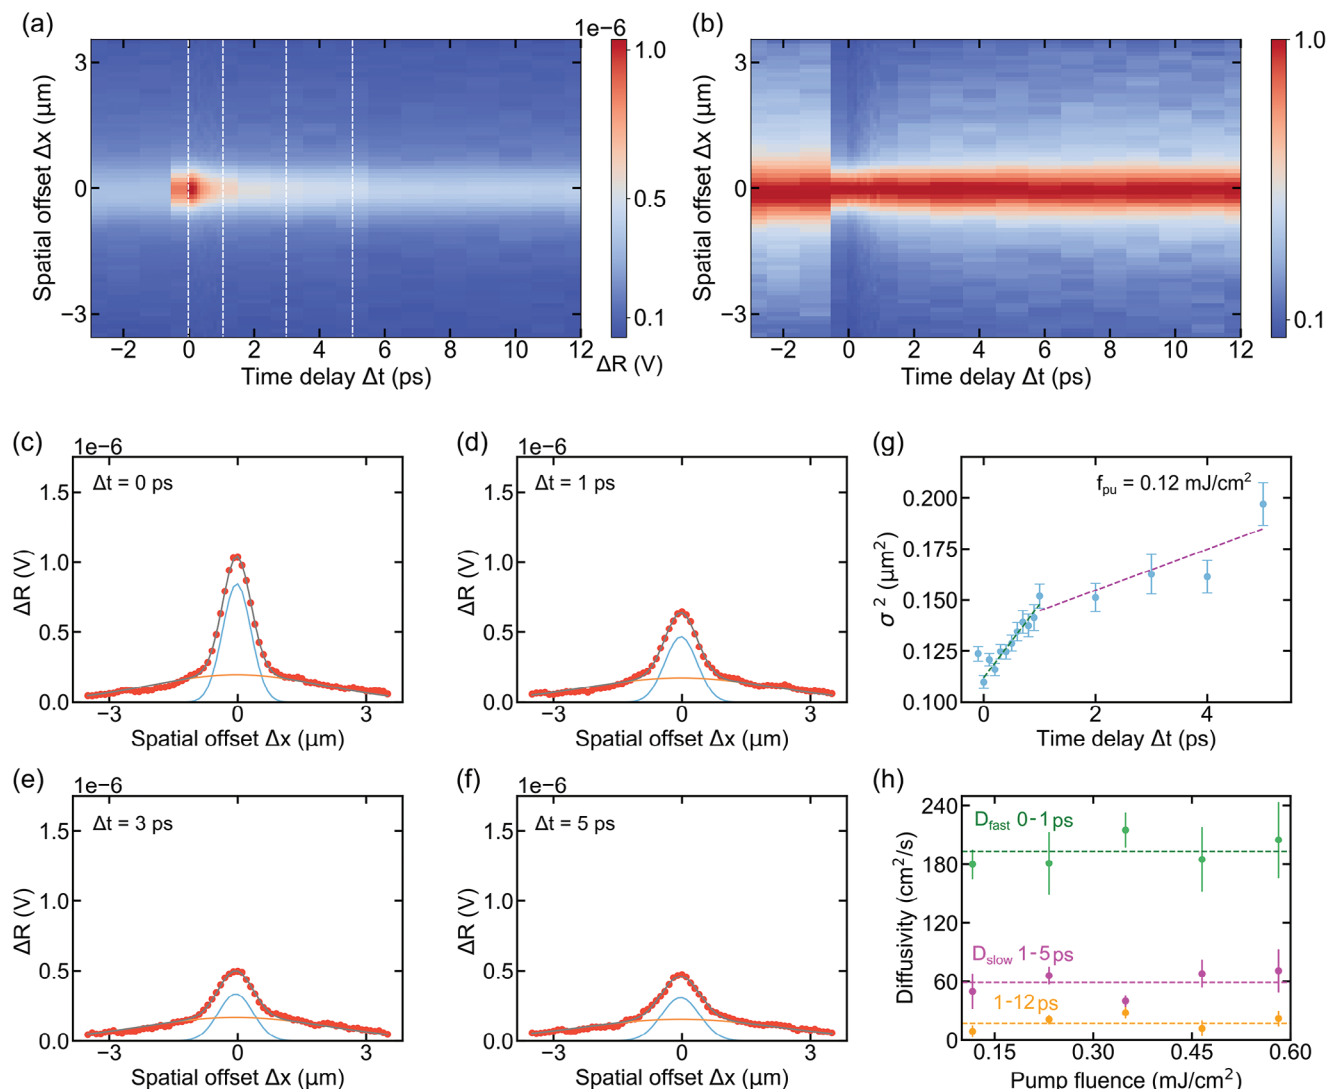 (a)
1e−6
1.0
0.5
0.1
ΔR (V)
3
0
−3
Spatial offset Δx (μm)
−2 0 2 4 6 8 10 12
Time delay Δt (ps)
(b)
1.0
0.1
3
0
−3
Spatial offset Δx (μm)
−2 0 2 4 6 8 10 12
Time delay Δt (ps)
(c)
1e−6
Δt = 0 ps
1.5
1.0
0.5
0.0
ΔR (V)
−3 0 3
Spatial offset Δx (μm)
(d)
1e−6
Δt = 1 ps
1.5
1.0
0.5
0.0
ΔR (V)
−3 0 3
Spatial offset Δx (μm)
(g)
f_pu = 0.12 mJ/cm²
0.200
0.175
0.150
0.125
0.100
σ² (μm²)
0 2 4
Time delay Δt (ps)
(e)
1e−6
Δt = 3 ps
1.5
1.0
0.5
0.0
ΔR (V)
−3 0 3
Spatial offset Δx (μm)
(f)
1e−6
Δt = 5 ps
1.5
1.0
0.5
0.0
ΔR (V)
−3 0 3
Spatial offset Δx (μm)
(h)
240
180
120
60
0
Diffusivity (cm²/s)
D_fast 0-1ps
D_slow 1-5ps
1-12ps
0.15 0.30 0.45 0.60
Pump fluence (mJ/cm²)